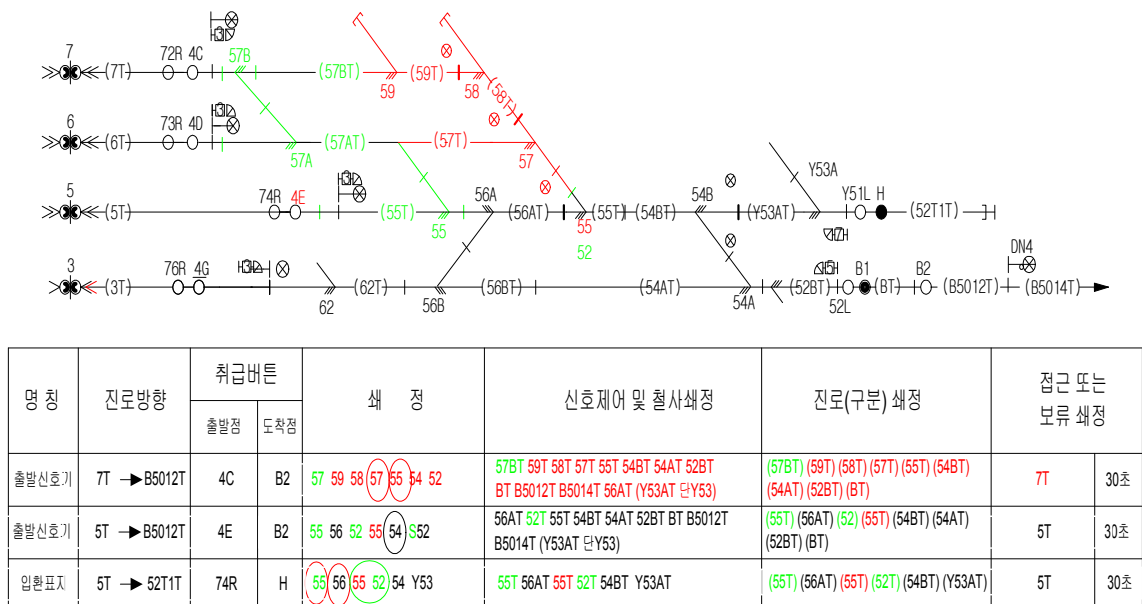 7
72R 4C
3
57B
(7T)
(57BT)
59
(59T)
58
(58T)
6
73R 4D
3
(6T)
57A
(57AT)
(57T)
57
5
74R 4E
3
(5T)
(55T)
55
56A
(56AT)
55
52
(55T)
(54BT)
54B
(Y53AT)
Y53A
Y51L H
(52T1T)
3
76R 4G
(3T)
62
(62T)
56B
(56BT)
(54AT)
54A
(52BT)
5
52L
B1
(BT)
B2
(B5012T)
DN4
(B5014T)
명 칭 진로방향 취급버튼 쇄 정 신호제어 및 철사쇄정 진로(구분) 쇄정 접근 또는 보류 쇄정
출발점 도착점
출발신호기 7T → B5012T 4C B2 57 59 58 57 55 54 52 57BT 59T 58T 57T 55T 54BT 54AT 52BT (57BT) (59T) (58T) (57T) (55T) (54BT) 7T 30초
BT B5012T B5014T 56AT (Y53AT 단Y53) (54AT) (52BT) (BT)
출발신호기 5T → B5012T 4E B2 55 56 52 55 54 S52 56AT 52T 55T 54BT 54AT 52BT BT B5012T (55T) (56AT) (52) (55T) (54BT) (54AT) 5T 30초
B5014T (Y53AT 단Y53) (52BT) (BT)
입환표지 5T → 52T1T 74R H 55 56 55 52 54 Y53 55T 56AT 55T 52T 54BT Y53AT (55T) (56AT) (55T) (52T) (54BT) (Y53AT) 5T 30초